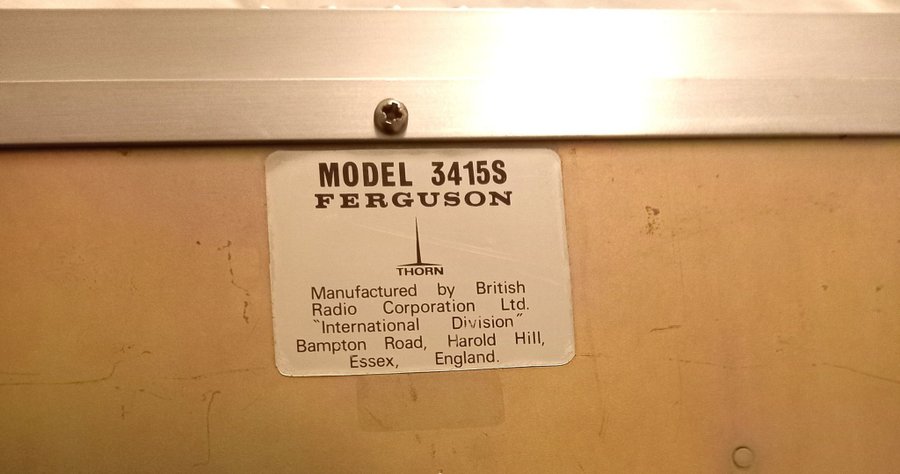 MODEL 3415S
FERGUSON
THORN
Manufactured by British
Radio Corporation Ltd.
"International Division"
Bampton Road, Harold Hill,
Essex, England.